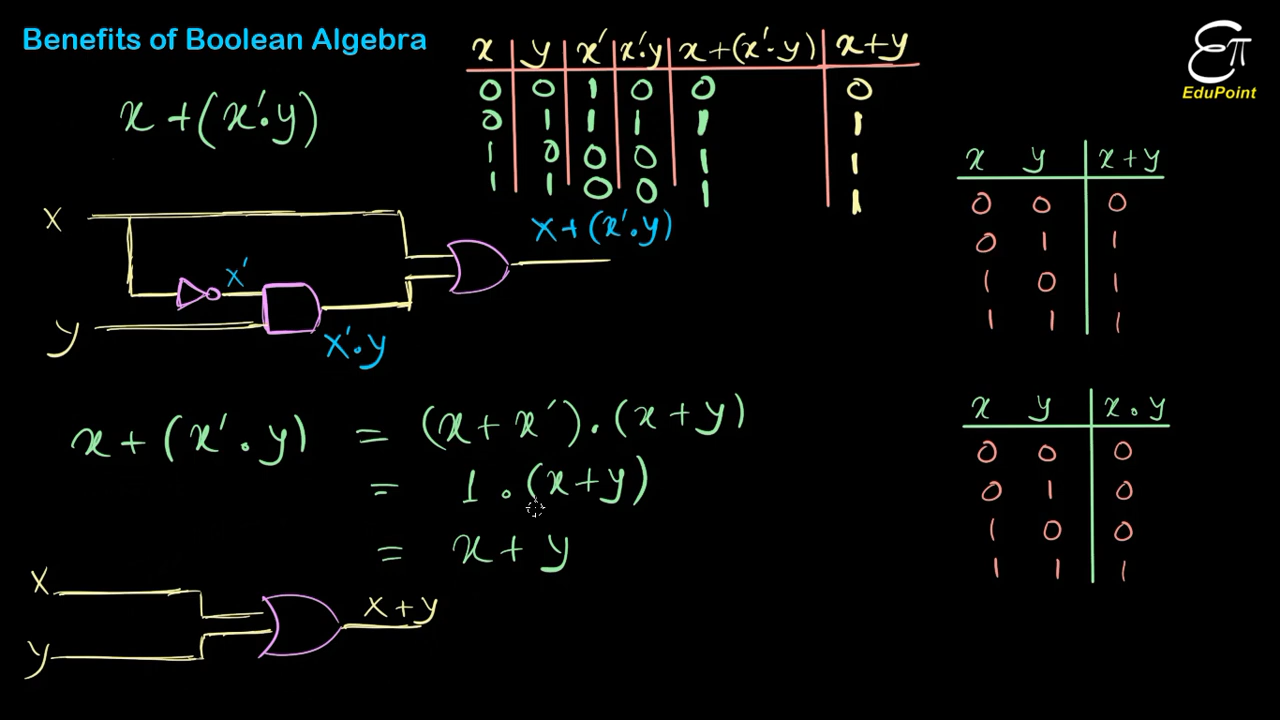 Benefits of Boolean Algebra
επ
EduPoint
x + (x'.y)
x y x' x'.y x + (x'.y) x+y
0 0 1 0 0 0
0 1 1 1 1 1
1 0 0 0 1 1
1 1 0 0 1 1
x y x+y
0 0 0
0 1 1
1 0 1
1 1 1
X
X + (x'.y)
x'
y
X'.y
x + (x'.y) = (x + x').(x + y)
= 1 . (x + y)
= x + y
x y x.y
0 0 0
0 1 0
1 0 0
1 1 1
X
X + y
y